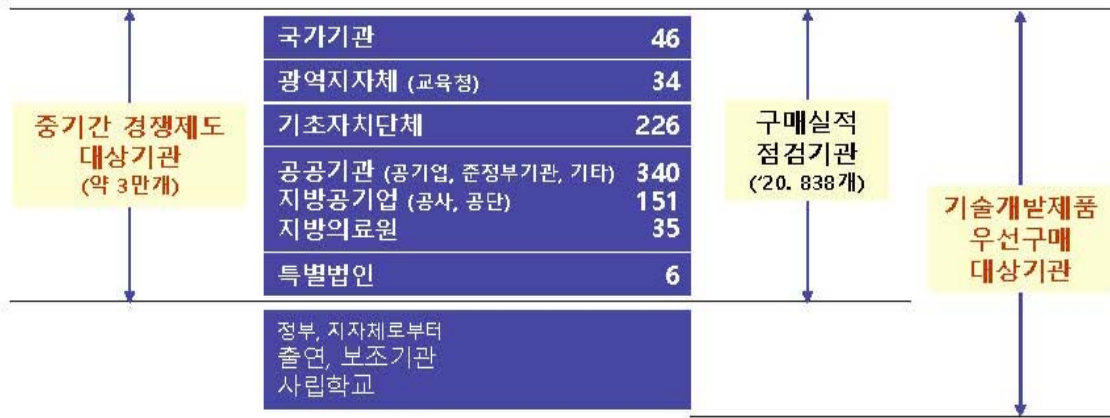 중기간 경쟁제도
대상기관
(약 3만개)
국가기관 46
광역지자체 (교육청) 34
기초자치단체 226
공공기관 (공기업, 준정부기관, 기타) 340
지방공기업 (공사, 공단) 151
지방의료원 35
특별법인 6
정부, 지자체로부터
출연, 보조기관
사립학교
구매실적
점검기관
('20. 838개)
기술개발제품
우선구매
대상기관